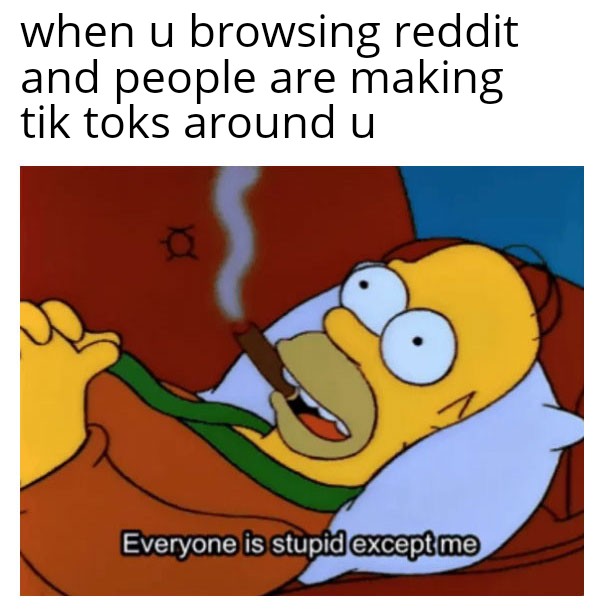 when u browsing reddit
and people are making
tik toks around u
Everyone is stupid except me